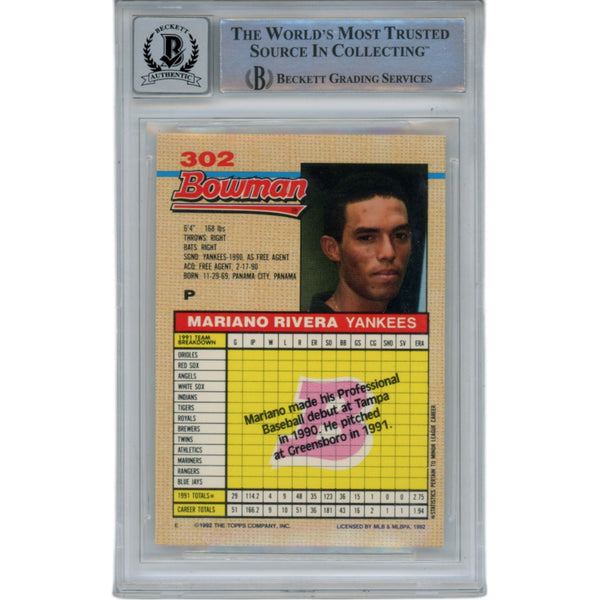 BECKETT
B
AUTHENTIC
THE WORLD'S MOST TRUSTED
SOURCE IN COLLECTING™
B BECKETT GRADING SERVICES
302
Bowman
6'4" 168 lbs
THROWS: RIGHT
BATS: RIGHT
SGND: YANKEES-1990, AS FREE AGENT
ACQ: FREE AGENT, 2-17-90
BORN: 11-29-69, PANAMA CITY, PANAMA
P
MARIANO RIVERA YANKEES
1991 TEAM BREAKDOWN G IP W L R ER SO BB GS CG SHO SV ERA
ORIOLES
RED SOX
ANGELS
WHITE SOX
INDIANS
TIGERS
ROYALS
BREWERS
TWINS
ATHLETICS
MARINERS
RANGERS
BLUE JAYS
B
Mariano made his Professional
Baseball debut at Tampa
in 1990. He pitched
at Greensboro in 1991.
1991 TOTALS 29 114.2 4 9 48 35 123 36 15 1 0 0 2.75
CAREER TOTALS 51 166.2 9 10 51 36 181 43 16 2 1 1 1.94
STATISTICS PERTAIN TO MINOR LEAGUE CAREER
E ©1992 THE TOPPS COMPANY, INC. LICENSED BY MLB & MLBPA, 1992